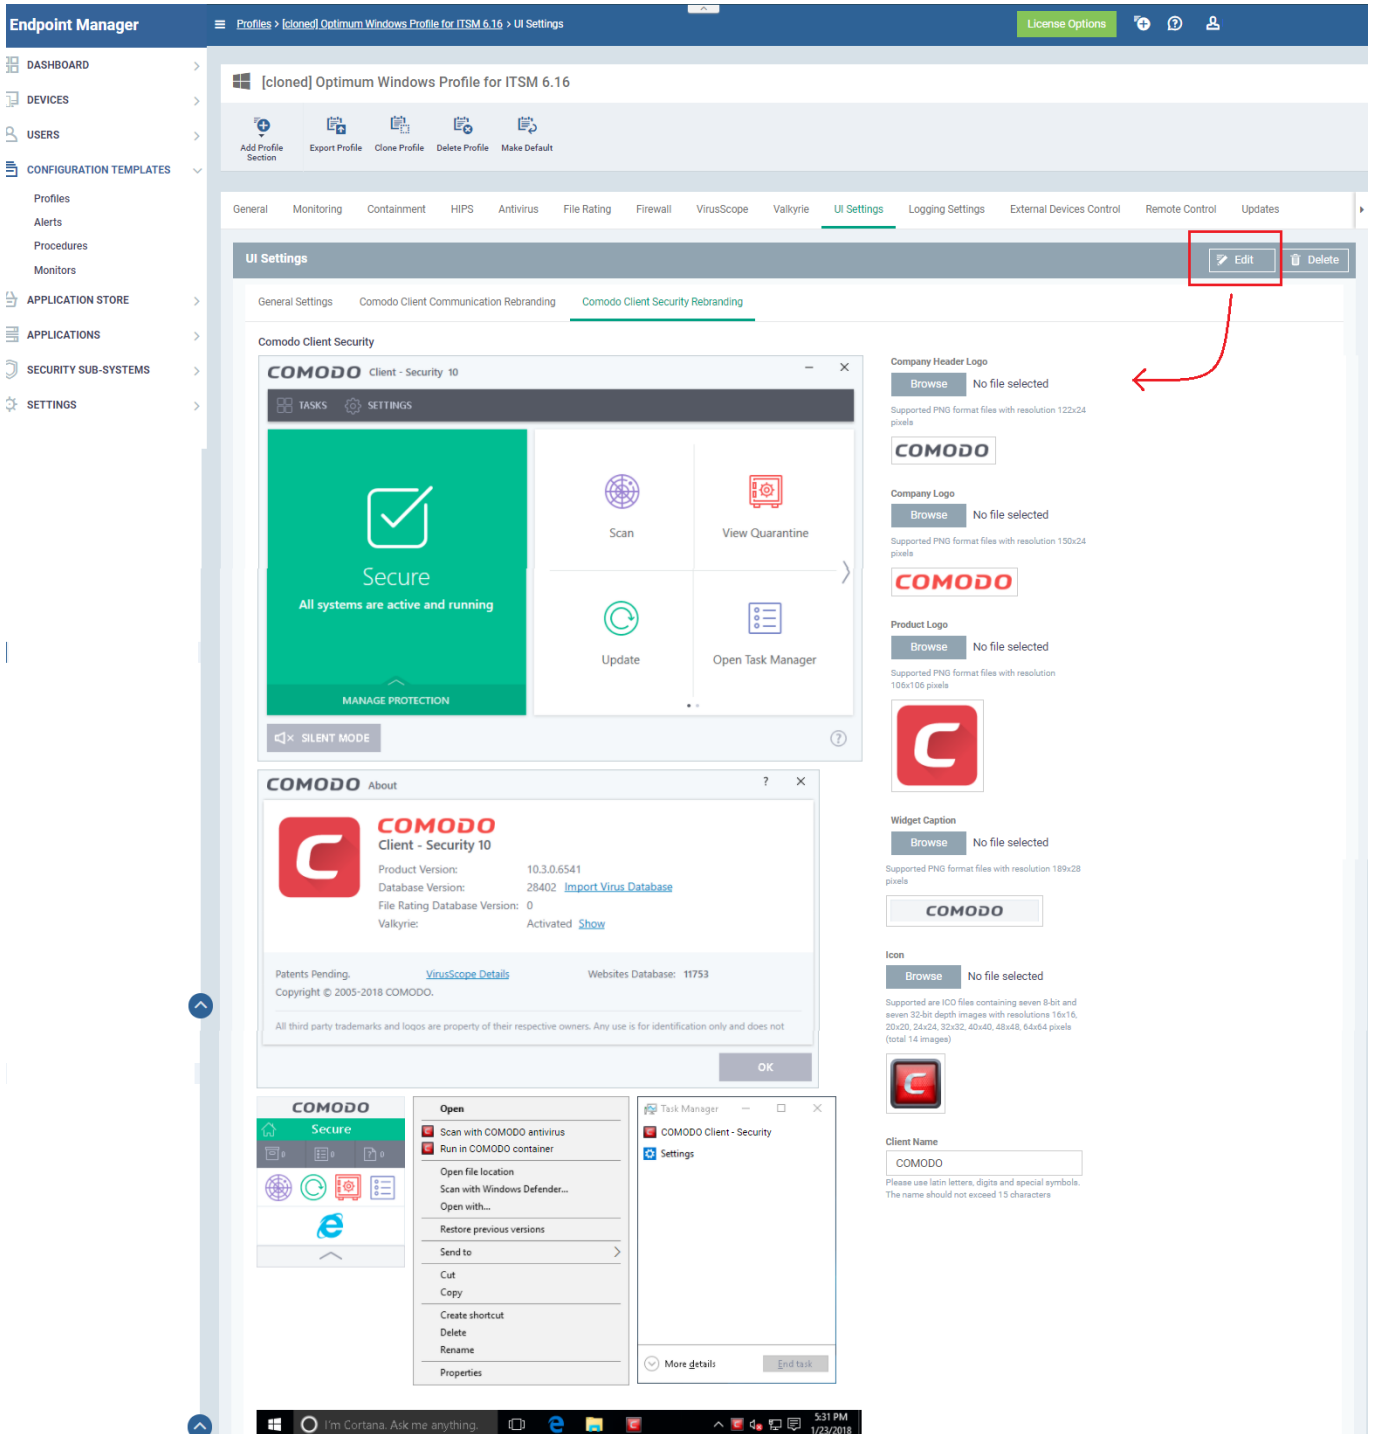 Endpoint Manager
Profiles > [cloned] Optimum Windows Profile for ITSM 6.16 > UI Settings
License Options
DASHBOARD
DEVICES
USERS
CONFIGURATION TEMPLATES
Profiles
Alerts
Procedures
Monitors
APPLICATION STORE
APPLICATIONS
SECURITY SUB-SYSTEMS
SETTINGS
[cloned] Optimum Windows Profile for ITSM 6.16
Add Profile
Section
Export Profile
Clone Profile
Delete Profile
Make Default
General
Monitoring
Containment
HIPS
Antivirus
File Rating
Firewall
VirusScope
Valkyrie
UI Settings
Logging Settings
External Devices Control
Remote Control
Updates
UI Settings
Edit
Delete
General Settings
Comodo Client Communication Rebranding
Comodo Client Security Rebranding
Comodo Client Security
COMODO Client - Security 10
TASKS
SETTINGS
Secure
All systems are active and running
MANAGE PROTECTION
Scan
View Quarantine
Update
Open Task Manager
SILENT MODE
?
COMODO About
?
COMODO
Client - Security 10
Product Version: 10.3.0.6541
Database Version: 28402 Import Virus Database
File Rating Database Version: 0
Valkyrie: Activated Show
Patents Pending. VirusScope Details Websites Database: 11753
Copyright © 2005-2018 COMODO.
All third party trademarks and logos are property of their respective owners. Any use is for identification only and does not
OK
COMODO
Secure
0
0
0
Open
Scan with COMODO antivirus
Run in COMODO container
Open file location
Scan with Windows Defender...
Open with...
Restore previous versions
Send to
Cut
Copy
Create shortcut
Delete
Rename
Properties
Task Manager
COMODO Client - Security
Settings
More details
End task
I'm Cortana. Ask me anything.
5:31 PM
1/23/2018
Company Header Logo
Browse No file selected
Supported PNG format files with resolution 122x24
pixels
COMODO
Company Logo
Browse No file selected
Supported PNG format files with resolution 150x24
pixels
COMODO
Product Logo
Browse No file selected
Supported PNG format files with resolution
106x106 pixels
C
Widget Caption
Browse No file selected
Supported PNG format files with resolution 189x28
pixels
COMODO
Icon
Browse No file selected
Supported are ICO files containing seven 8-bit and
seven 32-bit depth images with resolutions 16x16,
20x20, 24x24, 32x32, 40x40, 48x48, 64x64 pixels
(total 14 images)
C
Client Name
COMODO
Please use latin letters, digits and special symbols.
The name should not exceed 15 characters